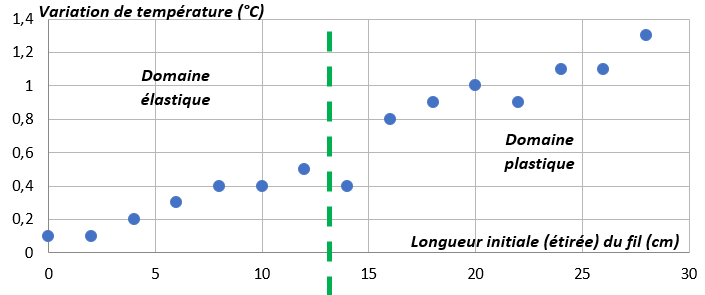 Variation de température (°C)
1,4
1,2
1
0,8
0,6
0,4
0,2
0
Domaine
élastique
Domaine
plastique
Longueur initiale (étirée) du fil (cm)
0 5 10 15 20 25 30